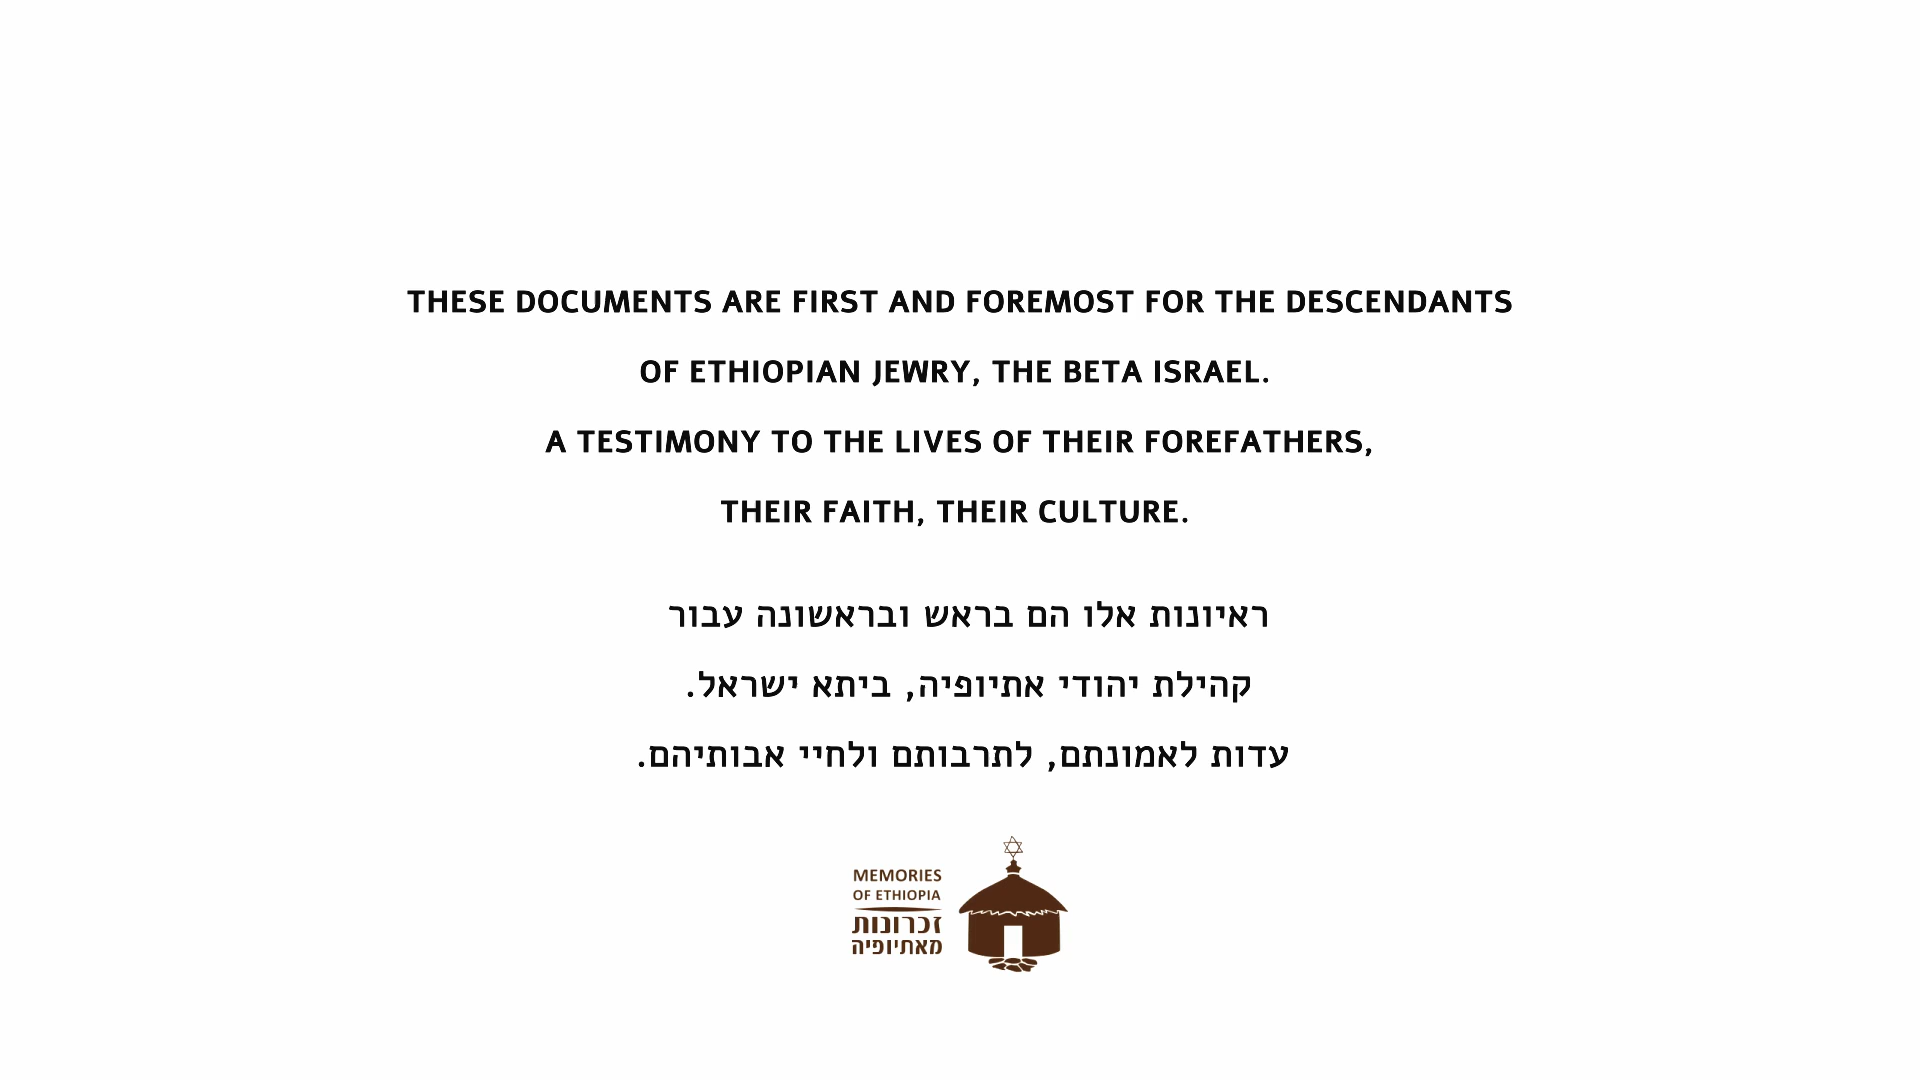 THESE DOCUMENTS ARE FIRST AND FOREMOST FOR THE DESCENDANTS
OF ETHIOPIAN JEWRY, THE BETA ISRAEL.
A TESTIMONY TO THE LIVES OF THEIR FOREFATHERS,
THEIR FAITH, THEIR CULTURE.
ראיונות אלו הם בראש ובראשונה עבור
קהילת יהודי אתיופיה, ביתא ישראל.
עדות לאמונתם, לתרבותם ולחיי אבותיהם.
MEMORIES
OF ETHIOPIA
זכרונות
מאתיופיה